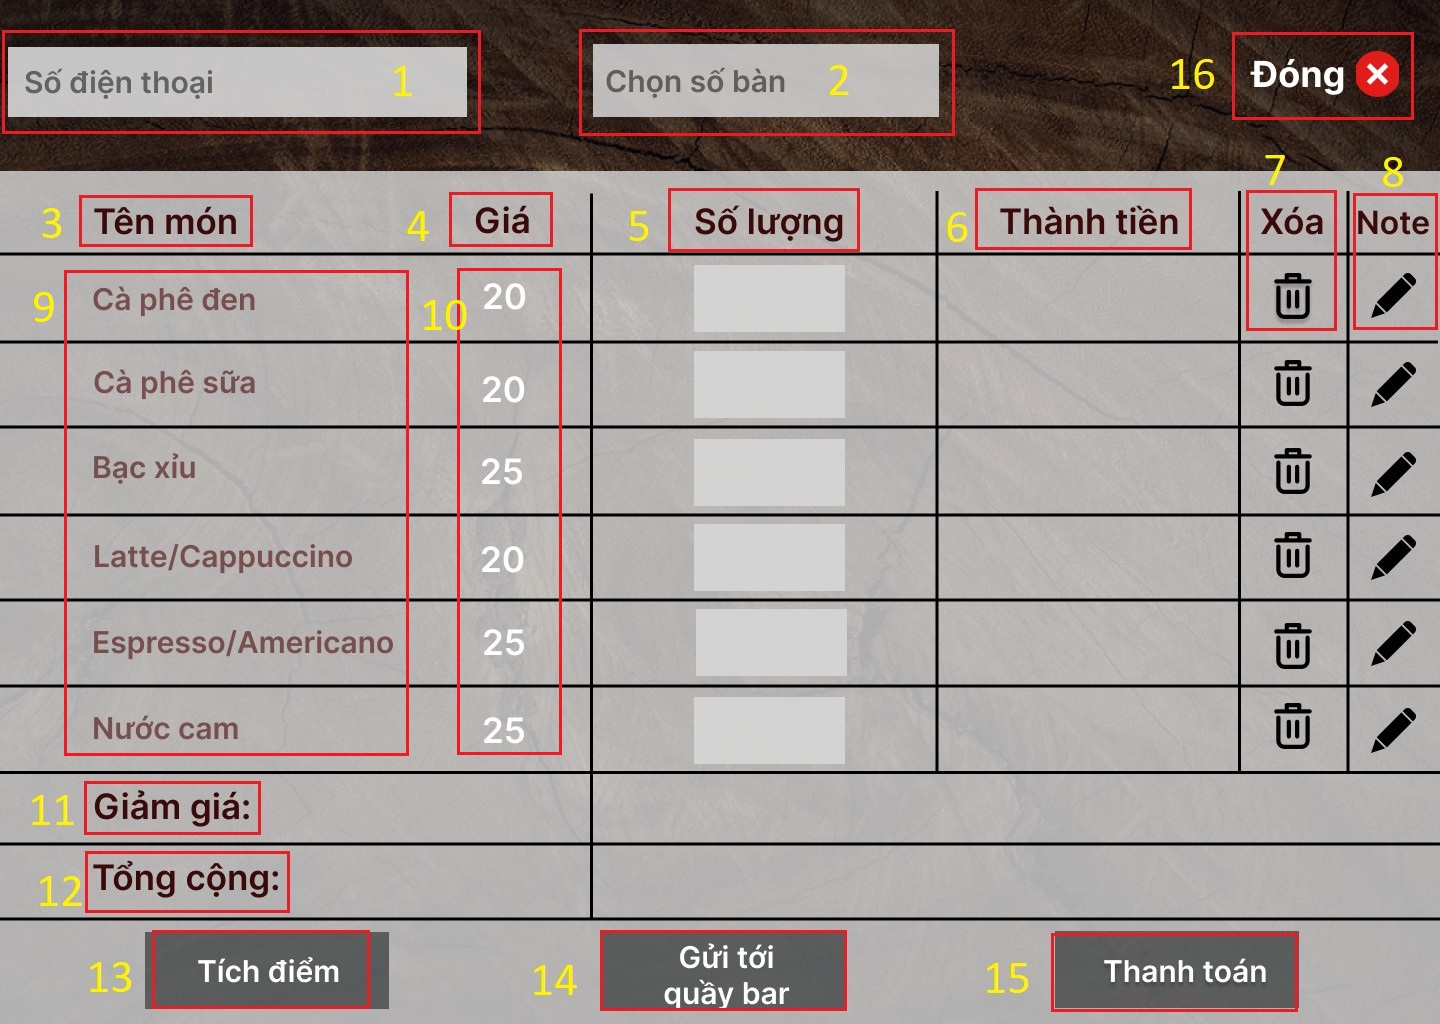 Số điện thoại 1 Chọn số bàn 2 16 Đóng
7 8
3 Tên món 4 Giá 5 Số lượng 6 Thành tiền Xóa Note
9 Cà phê đen 10 20
Cà phê sữa 20
Bạc xỉu 25
Latte/Cappuccino 20
Espresso/Americano 25
Nước cam 25
11 Giảm giá:
12 Tổng cộng:
13 Tích điểm 14 Gửi tới
quầy bar
15 Thanh toán